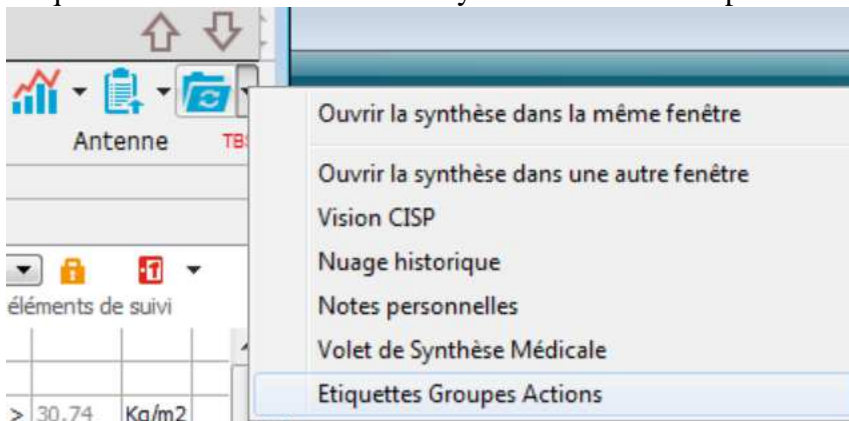 Antenne
Ouvrir la synthèse dans la même fenêtre
Ouvrir la synthèse dans une autre fenêtre
Vision CISP
Nuage historique
Notes personnelles
Volet de Synthèse Médicale
Etiquettes Groupes Actions
éléments de suivi
> 30.74 Kg/m2